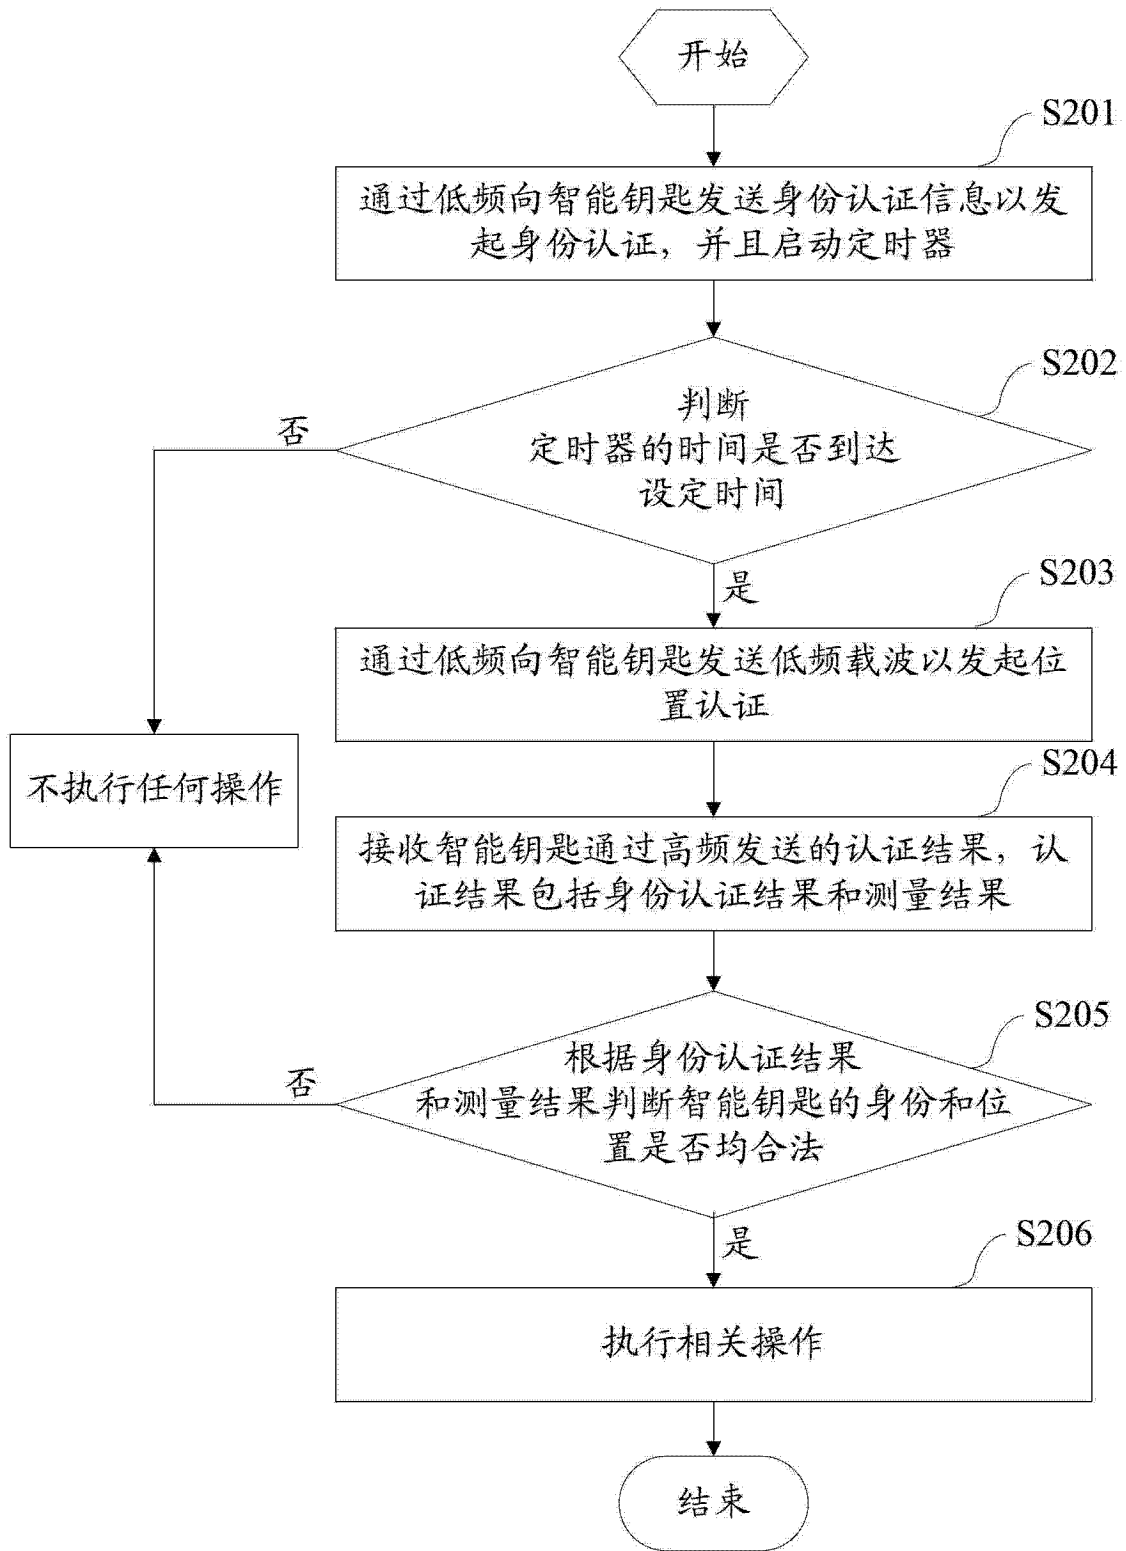 开始
S201
通过低频向智能钥匙发送身份认证信息以发
起身份认证，并且启动定时器
S202
判断
定时器的时间是否到达
设定时间
否
是
S203
通过低频向智能钥匙发送低频载波以发起位
置认证
不执行任何操作
S204
接收智能钥匙通过高频发送的认证结果，认
证结果包括身份认证结果和测量结果
S205
根据身份认证结果
和测量结果判断智能钥匙的身份和位
置是否均合法
否
是
S206
执行相关操作
结束